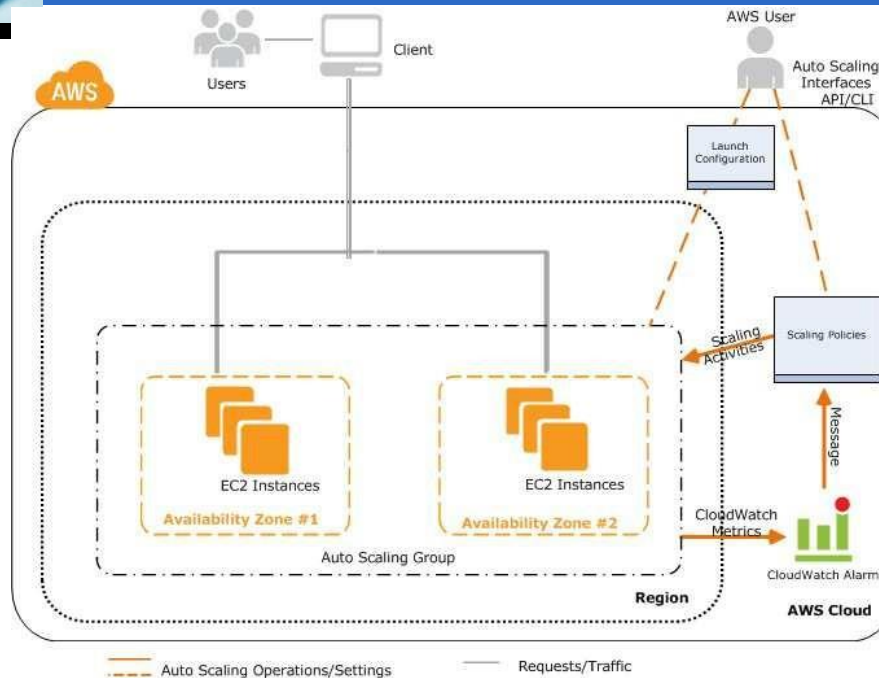 AWS User
Client
Users
Auto Scaling
Interfaces
API/CLI
AWS
Launch
Configuration
Scaling
Activities
Scaling Policies
Message
EC2 Instances
EC2 Instances
Availability Zone #1
Availability Zone #2
CloudWatch
Metrics
Auto Scaling Group
CloudWatch Alarm
Region
AWS Cloud
Auto Scaling Operations/Settings
Requests/Traffic